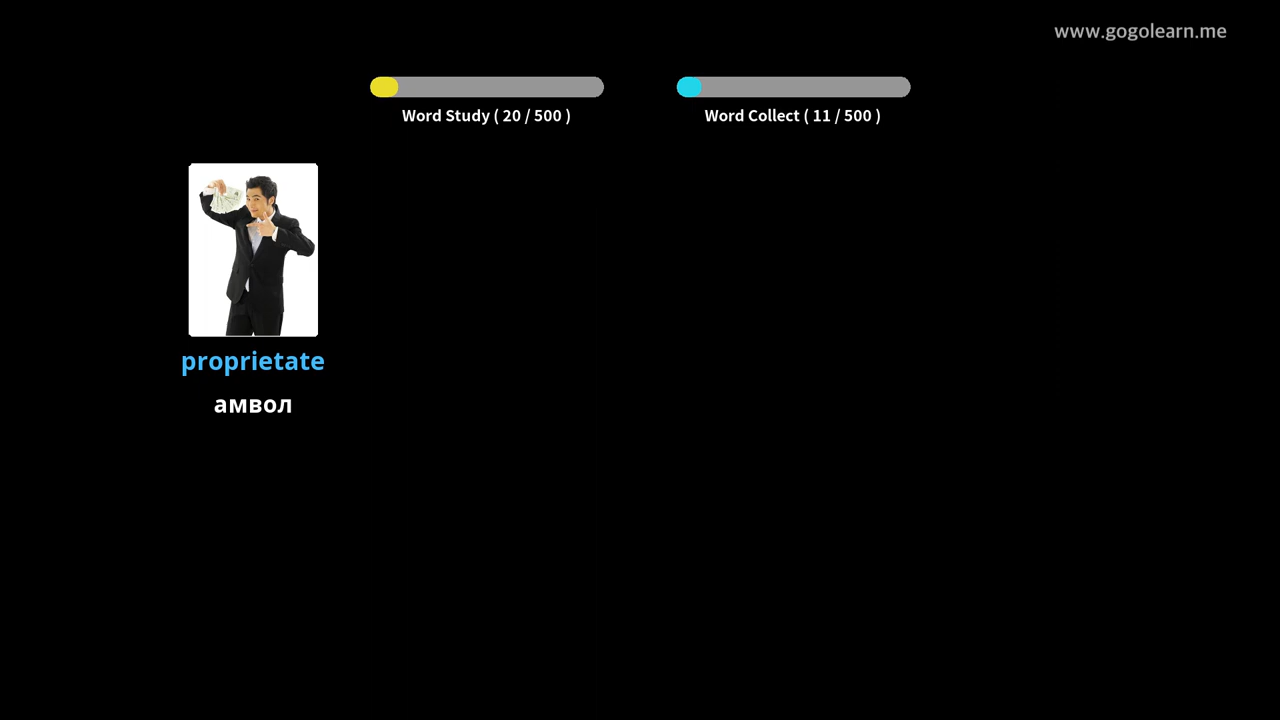 www.gogolearn.me
Word Study ( 20 / 500 )
Word Collect ( 11 / 500 )
proprietate
амвол